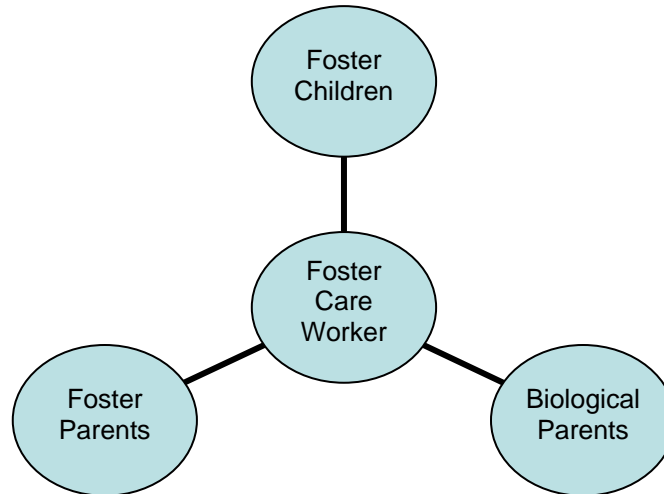 Foster
Children
Foster
Care
Worker
Foster
Parents
Biological
Parents